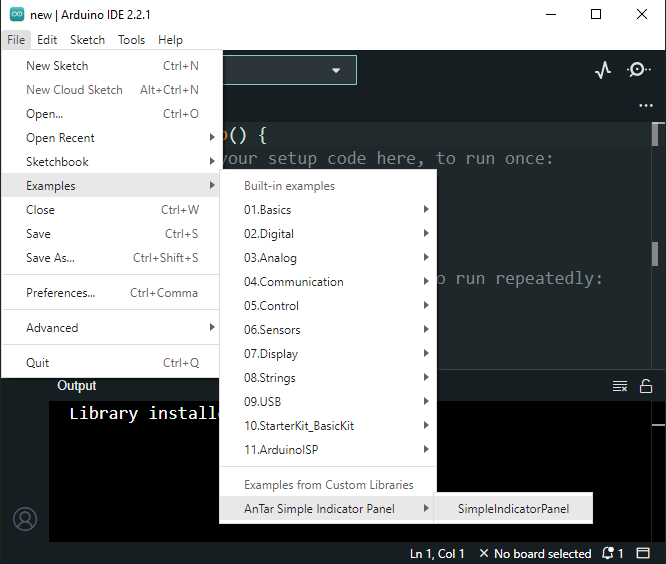 new | Arduino IDE 2.2.1
File Edit Sketch Tools Help
New Sketch Ctrl+N
New Cloud Sketch Alt+Ctrl+N
Open... Ctrl+O
Open Recent
Sketchbook
Examples
Close Ctrl+W
Save Ctrl+S
Save As... Ctrl+Shift+S
Preferences... Ctrl+Comma
Advanced
Quit Ctrl+Q
() {
your setup code here, to run once:
run repeatedly:
Built-in examples
01.Basics
02.Digital
03.Analog
04.Communication
05.Control
06.Sensors
07.Display
08.Strings
09.USB
10.StarterKit_BasicKit
11.ArduinoISP
Examples from Custom Libraries
AnTar Simple Indicator Panel
SimpleIndicatorPanel
Output
Library
Ln 1, Col 1 No board selected 1